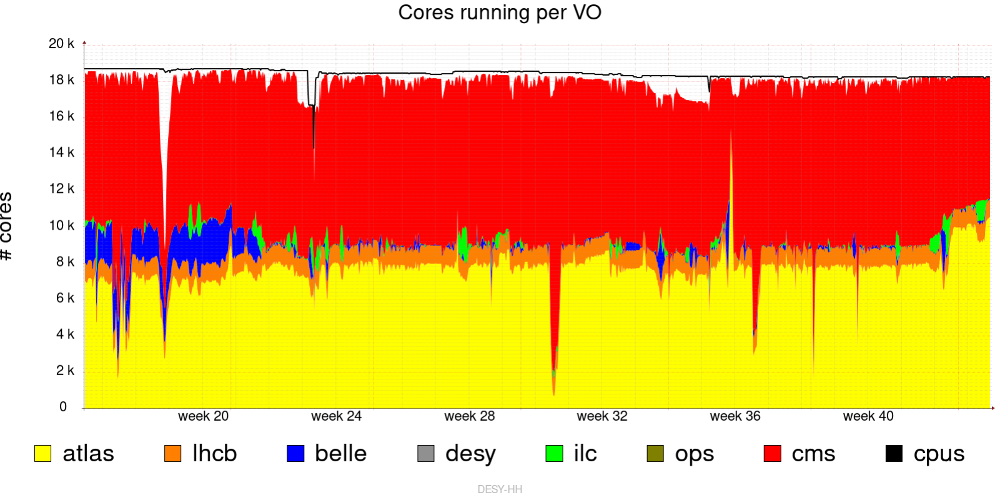 Cores running per VO
20 k
18 k
16 k
14 k
12 k
10 k
8 k
6 k
4 k
2 k
0
# cores
week 20 week 24 week 28 week 32 week 36 week 40
atlas lhcb belle desy ilc ops cms cpus
DESY-HH